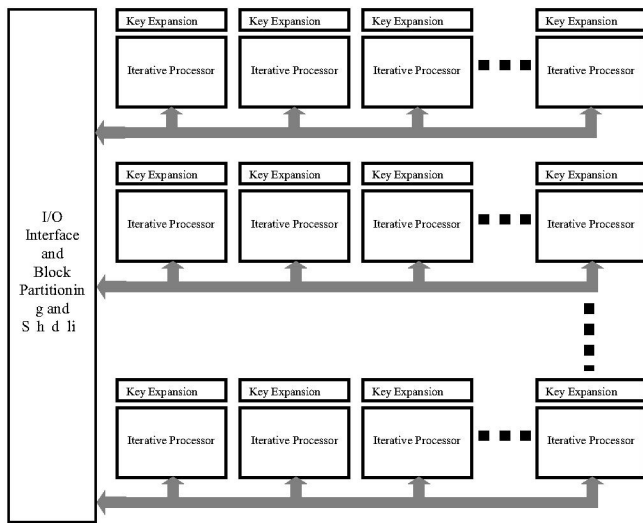 Key Expansion Key Expansion Key Expansion Key Expansion
Iterative Processor Iterative Processor Iterative Processor Iterative Processor
Key Expansion Key Expansion Key Expansion Key Expansion
Iterative Processor Iterative Processor Iterative Processor Iterative Processor
I/O
Interface
and
Block
Partitionin
g and
S h d li
Key Expansion Key Expansion Key Expansion Key Expansion
Iterative Processor Iterative Processor Iterative Processor Iterative Processor